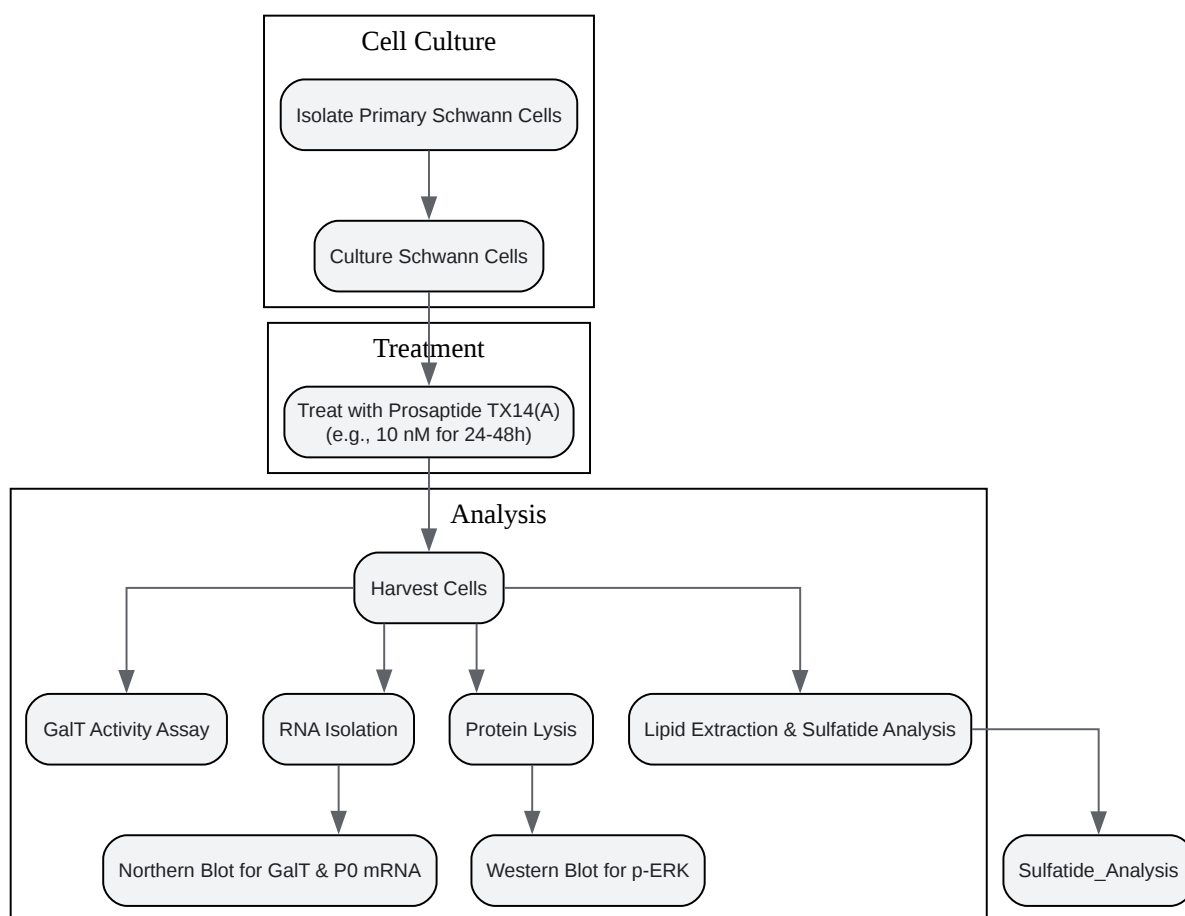 Cell Culture
Isolate Primary Schwann Cells
Culture Schwann Cells
Treatment
Treat with Prosaptide TX14(A)
(e.g., 10 nM for 24-48h)
Analysis
Harvest Cells
GalT Activity Assay
RNA Isolation
Protein Lysis
Lipid Extraction & Sulfatide Analysis
Northern Blot for GalT & P0 mRNA
Western Blot for p-ERK
Sulfatide_Analysis